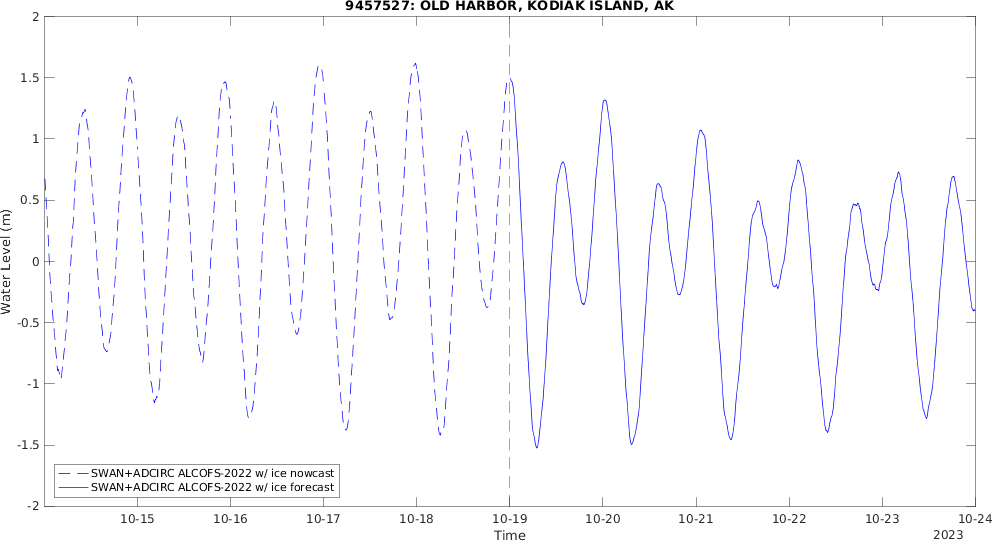 9457527: OLD HARBOR, KODIAK ISLAND, AK
2
1.5
1
0.5
0
-0.5
-1
-1.5
-2
Water Level (m)
SWAN+ADCIRC ALCOFS-2022 w/ ice nowcast
SWAN+ADCIRC ALCOFS-2022 w/ ice forecast
10-15 10-16 10-17 10-18 10-19 10-20 10-21 10-22 10-23 10-24
Time
2023